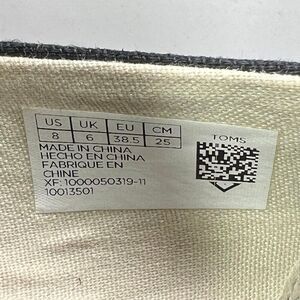 US UK EU CM
8 6 38.5 25
TOMS
MADE IN CHINA
HECHO EN CHINA
FABRIQUE EN
CHINE
XF: 1000050319-11
10013501